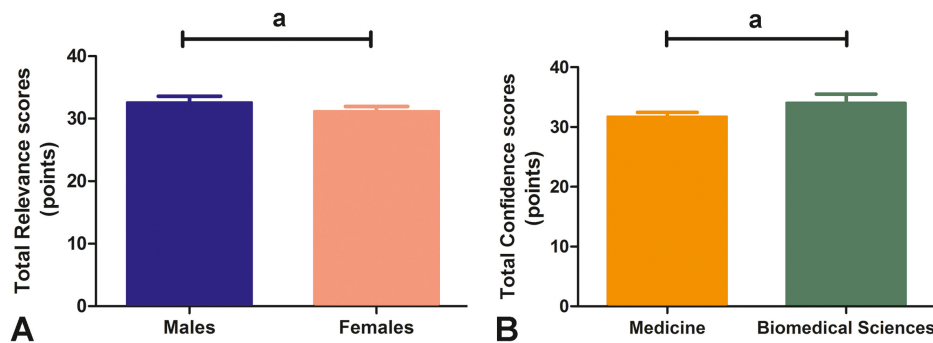 a
Total Relevance scores
(points)
40
30
20
10
0
Males
Females
A
a
Total Confidence scores
(points)
40
30
20
10
0
Medicine
Biomedical Sciences
B